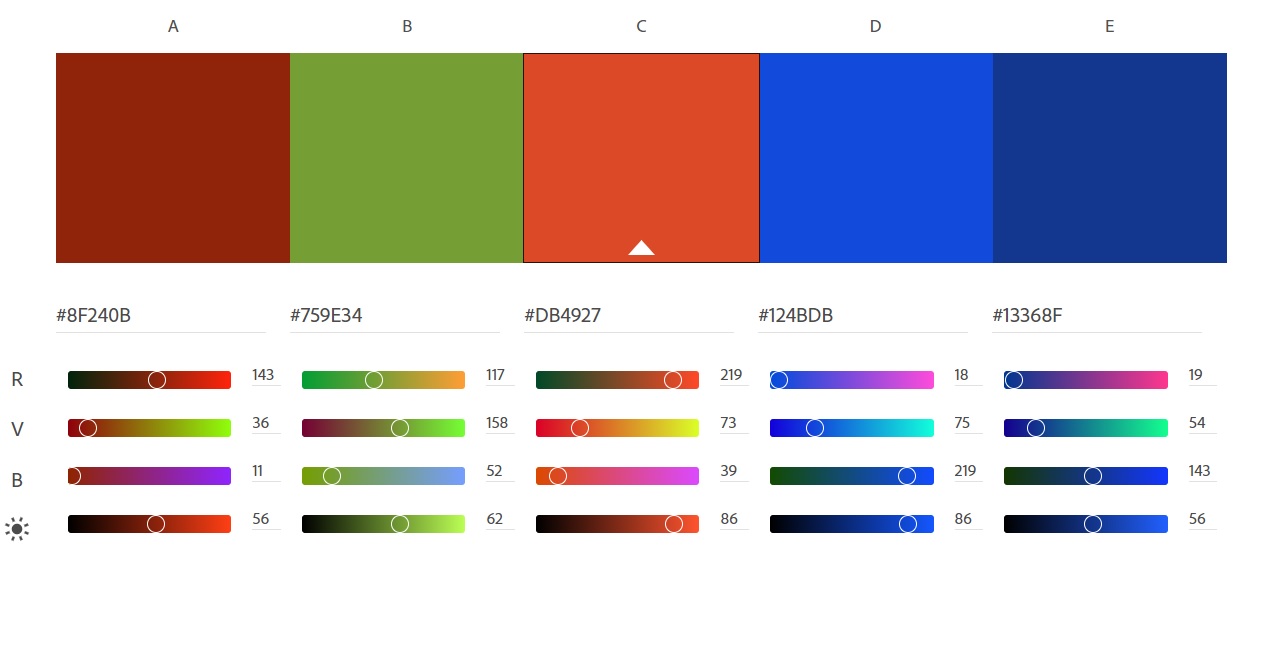 A B C D E
#8F240B #759E34 #DB4927 #124BDB #13368F
R 143 117 219 18 19
V 36 158 73 75 54
B 11 52 39 219 143
56 62 86 86 56